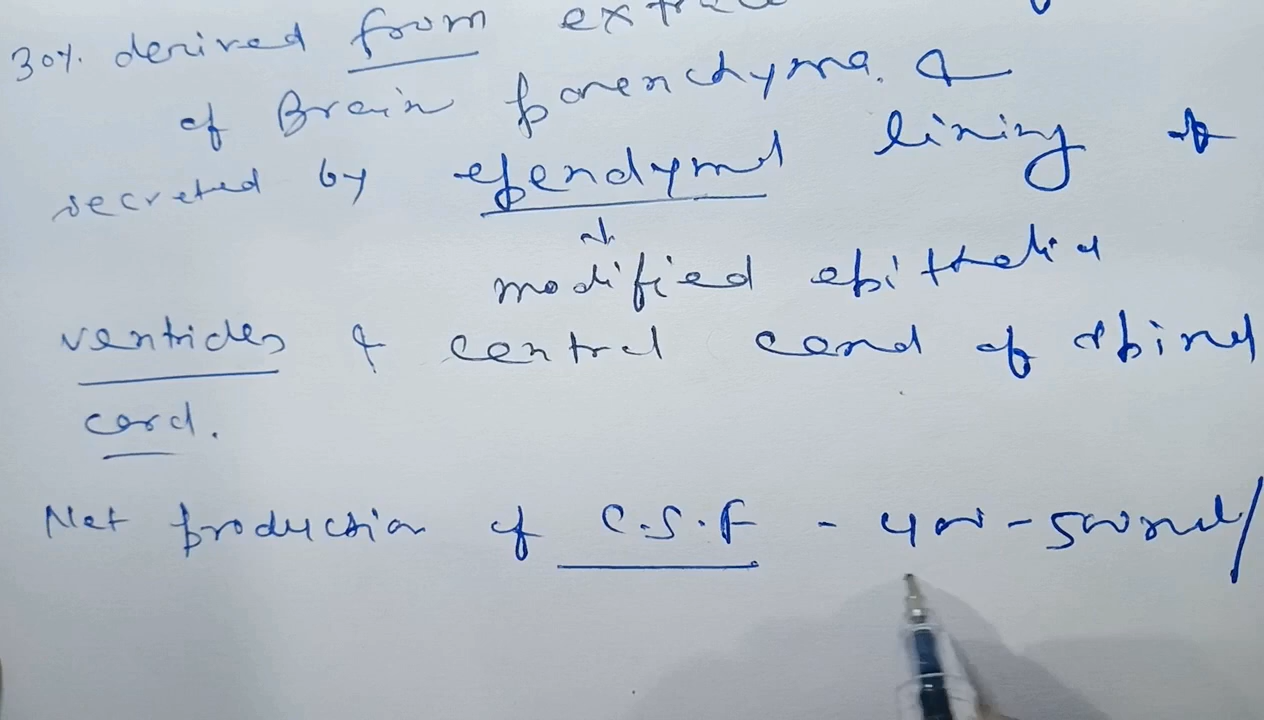 30% derived from
of Brain parenchyma. &
secreted by ependymal lining of
modified epithelial
ventricles & central canal of spinal
cord.
Net production of C.S.F - 400-500ml/